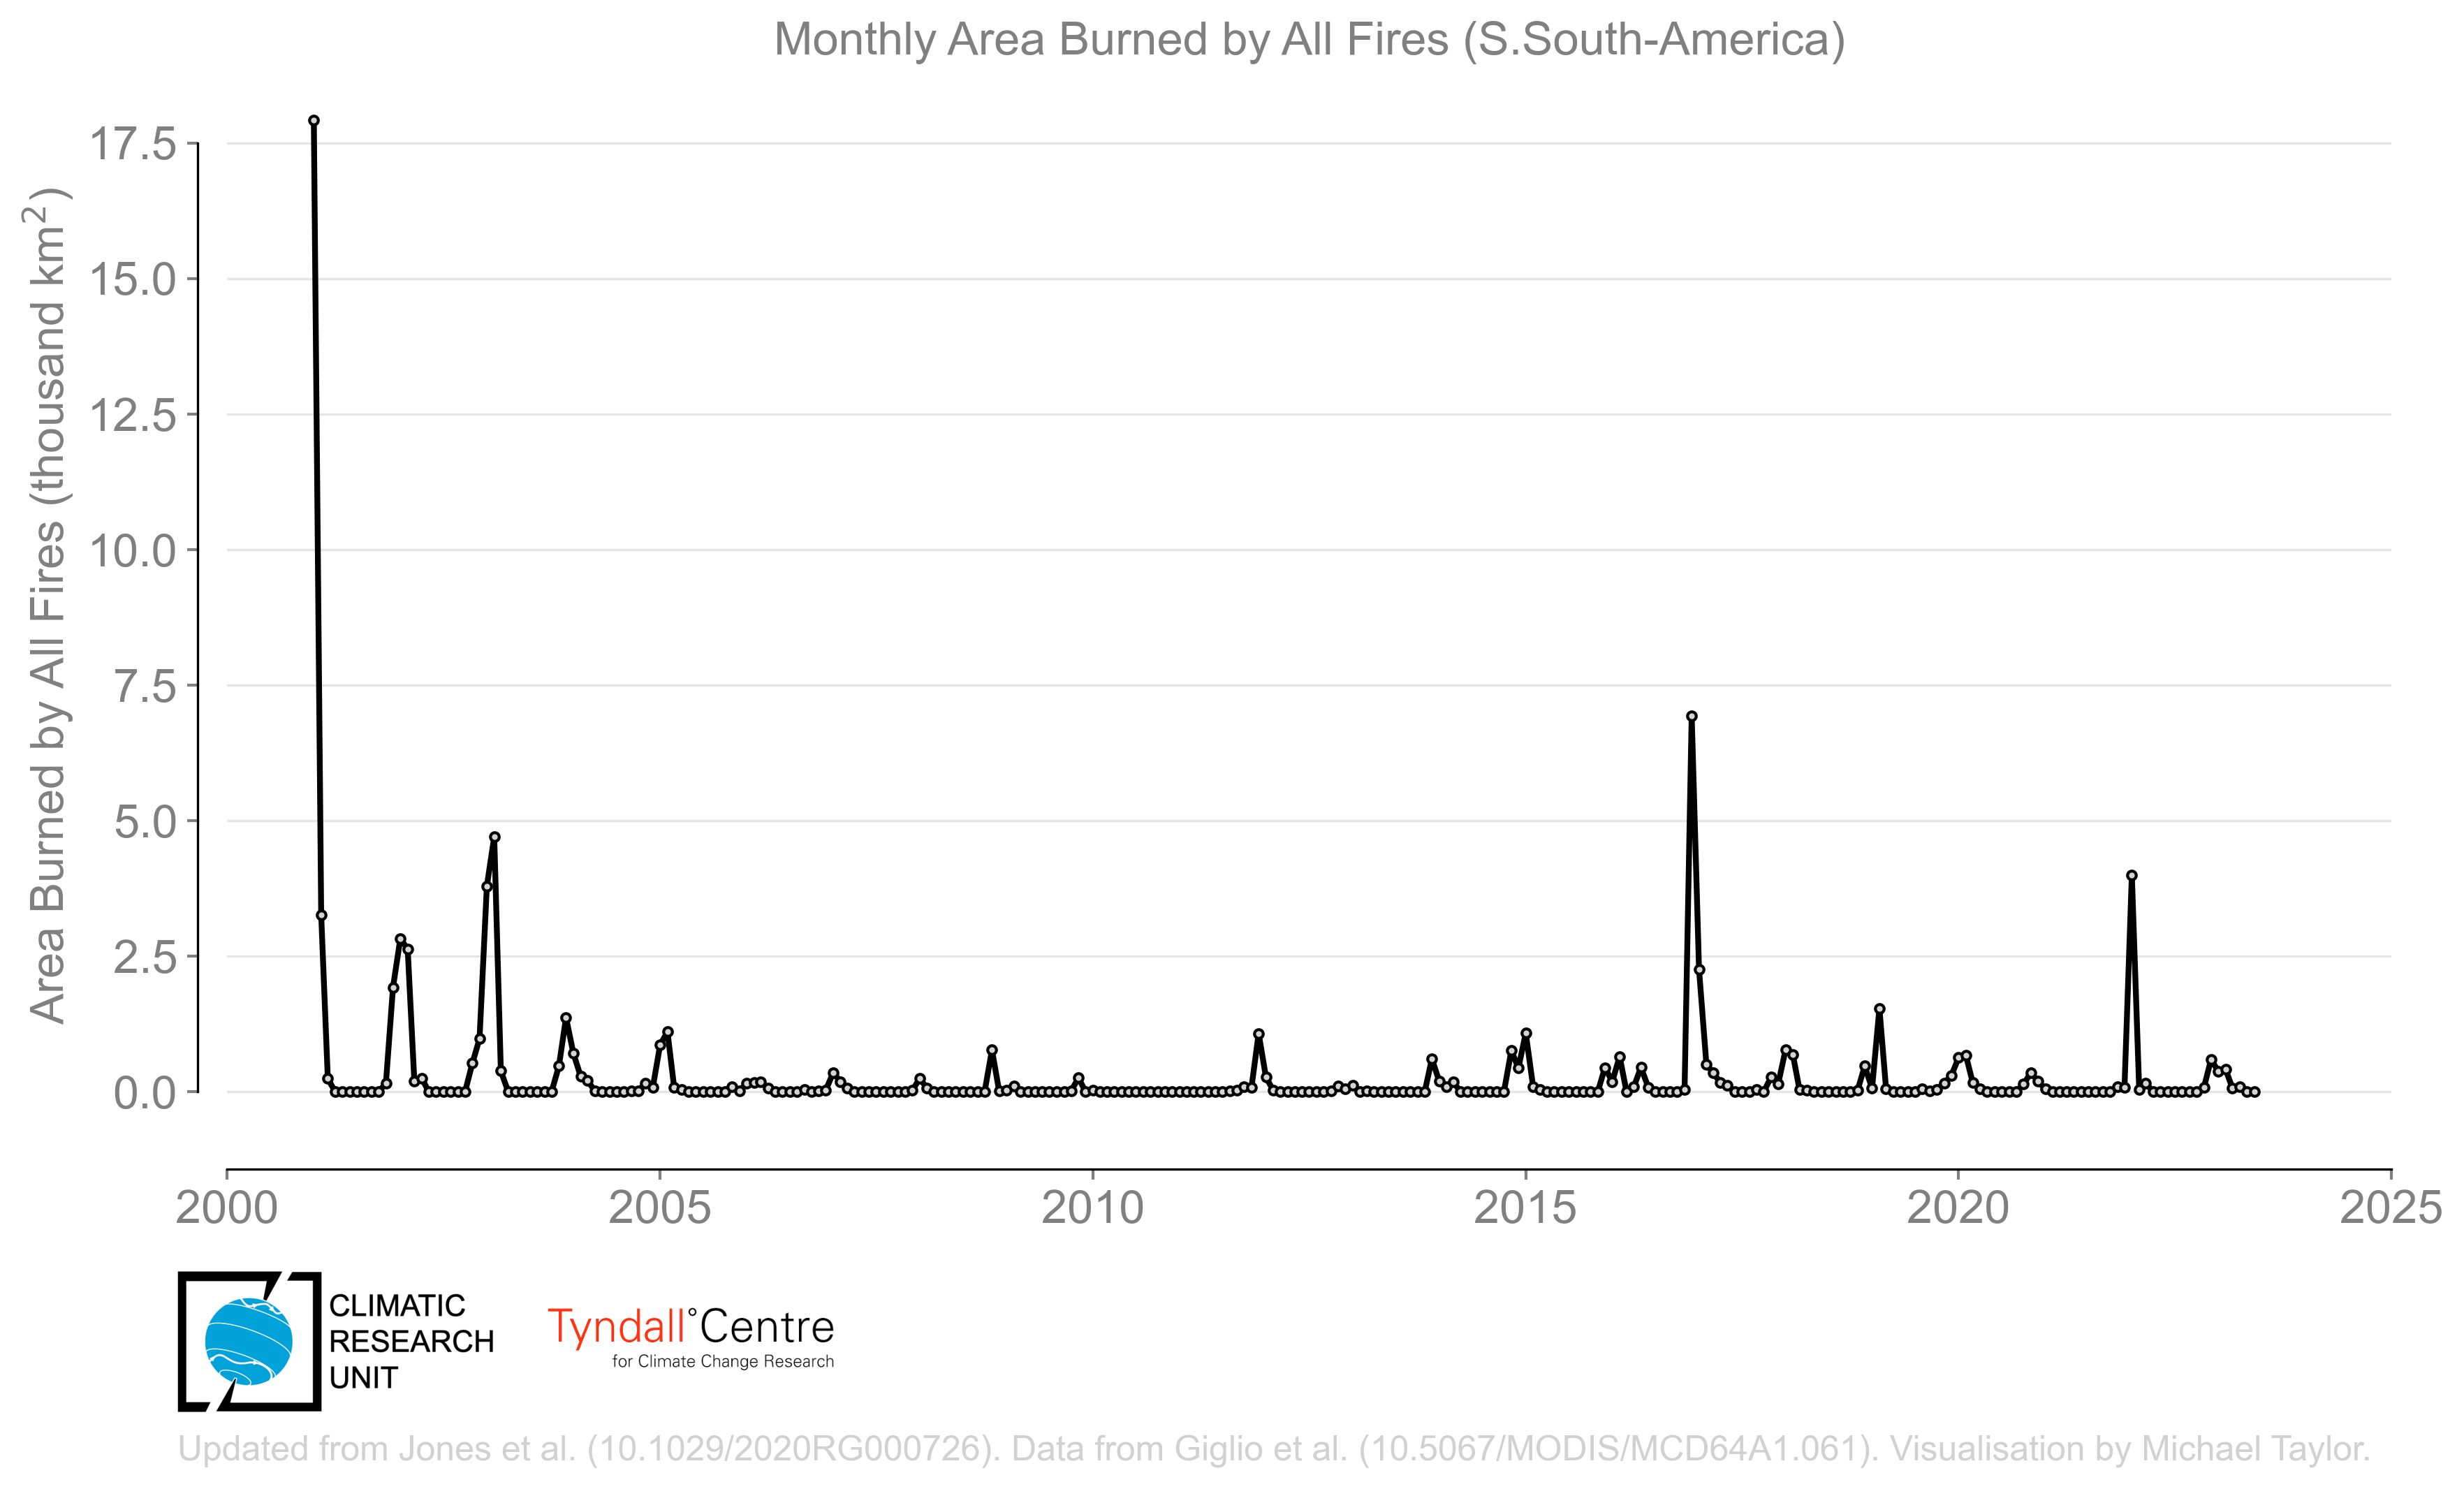 Monthly Area Burned by All Fires (S.South-America)
Area Burned by All Fires (thousand km²)
17.5
15.0
12.5
10.0
7.5
5.0
2.5
0.0
2000 2005 2010 2015 2020 2025
CLIMATIC
RESEARCH
UNIT
Tyndall°Centre
for Climate Change Research
Updated from Jones et al. (10.1029/2020RG000726). Data from Giglio et al. (10.5067/MODIS/MCD64A1.061). Visualisation by Michael Taylor.